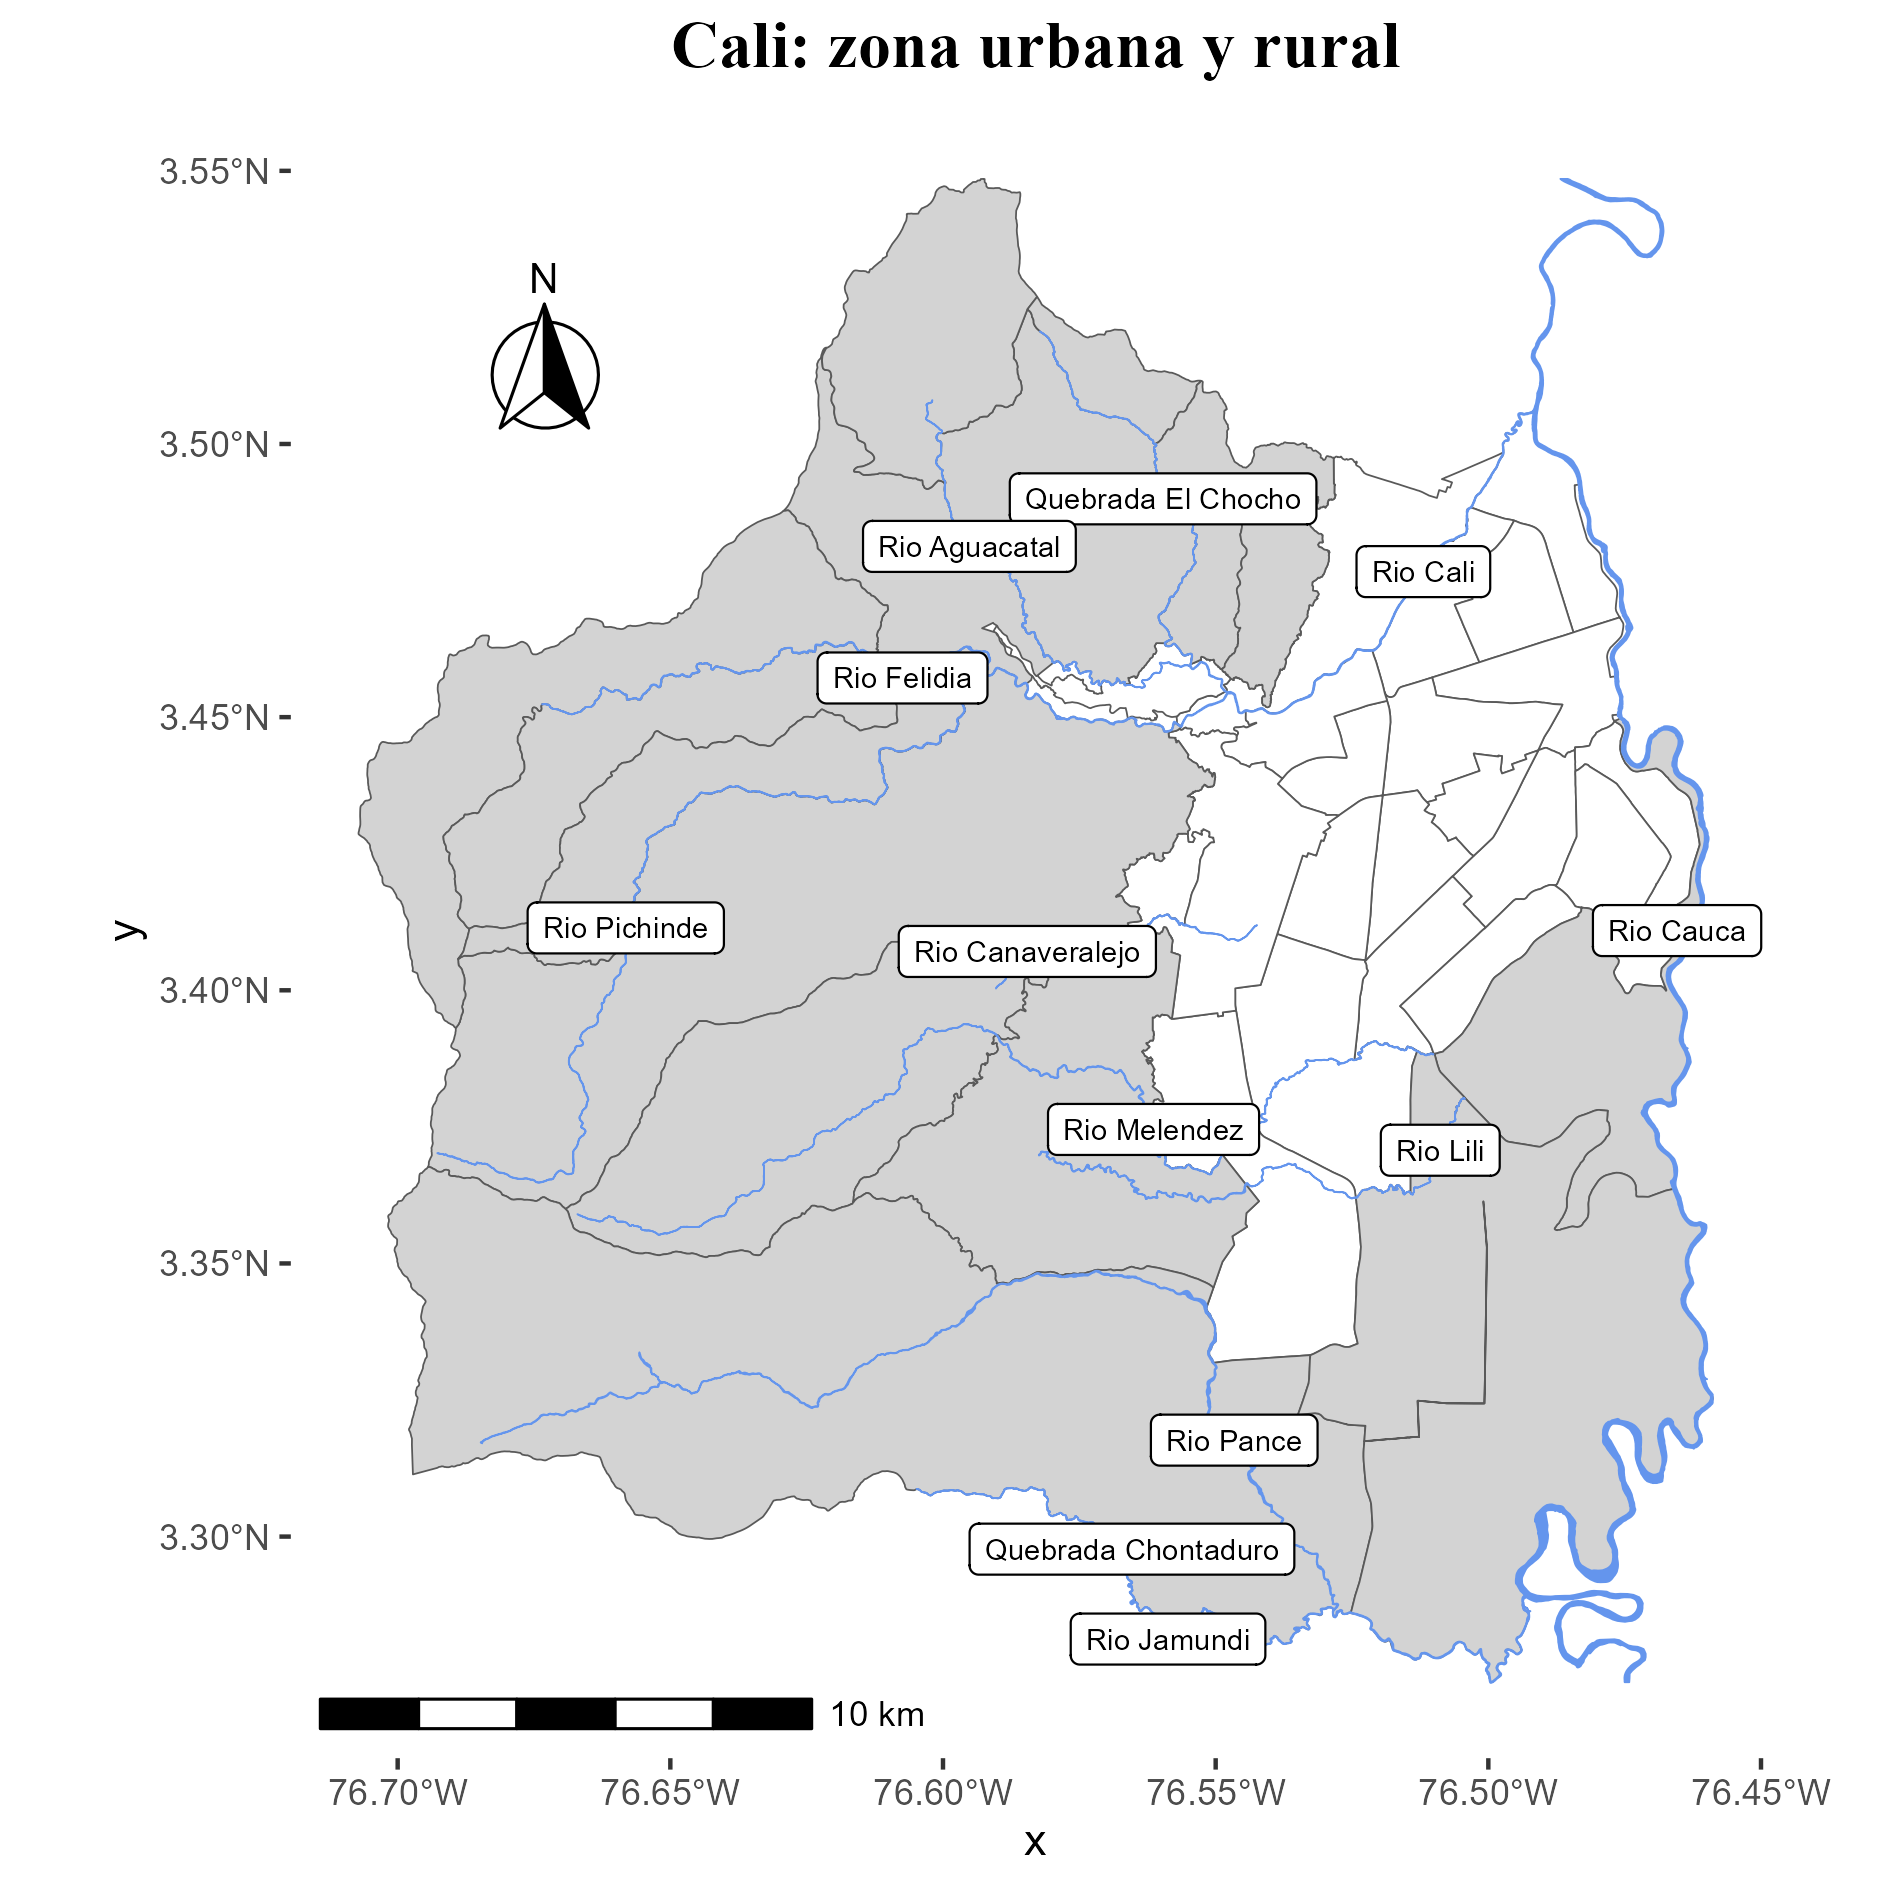 Cali: zona urbana y rural
3.55°N
N
3.50°N
Quebrada El Chocho
Rio Aguacatal
Rio Cali
Rio Felidia
3.45°N
y
Rio Pichinde
Rio Canaveralejo
Rio Cauca
3.40°N
Rio Melendez
Rio Lili
3.35°N
Rio Pance
3.30°N
Quebrada Chontaduro
Rio Jamundi
10 km
76.70°W 76.65°W 76.60°W 76.55°W 76.50°W 76.45°W
x